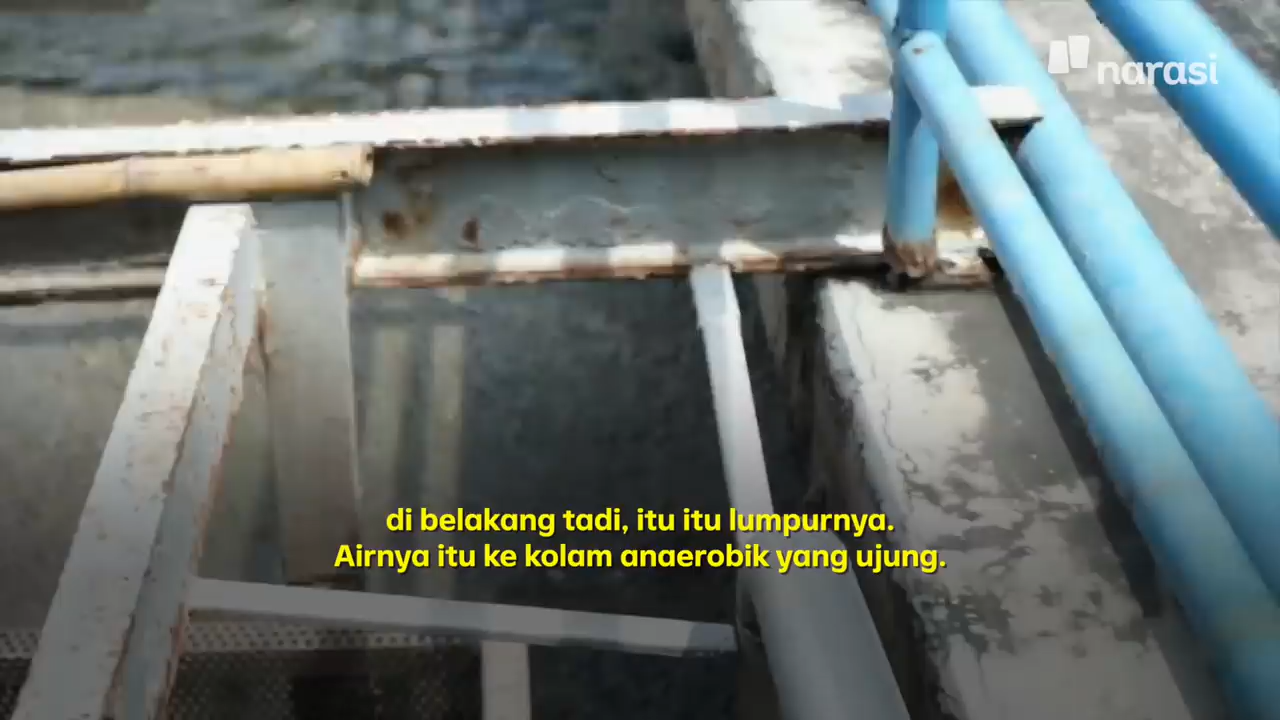 narasi
di belakang tadi, itu itu lumpurnya.
Airnya itu ke kolam anaerobik yang ujung.